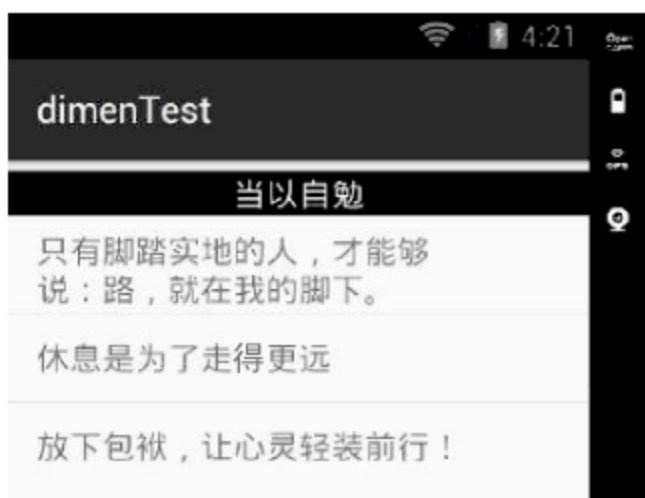 4:21
dimenTest
当以自勉
只有脚踏实地的人，才能够
说：路，就在我的脚下。
休息是为了走得更远
放下包袱，让心灵轻装前行！
GPS